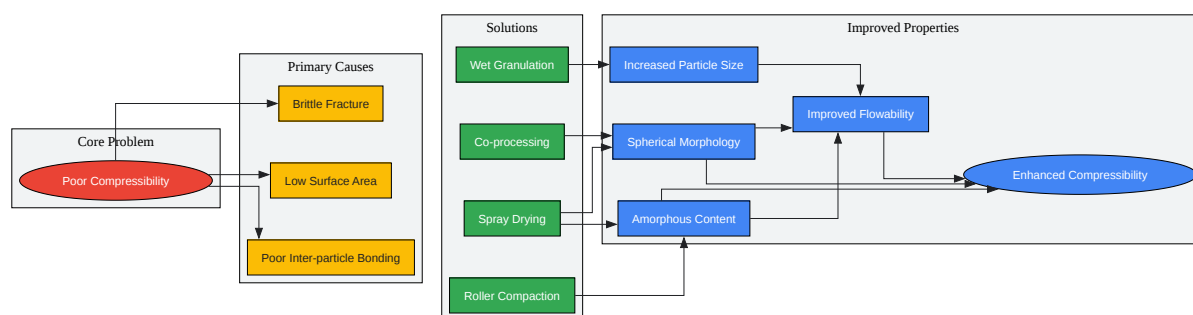 Core Problem
Poor Compressibility
Primary Causes
Brittle Fracture
Low Surface Area
Poor Inter-particle Bonding
Solutions
Wet Granulation
Co-processing
Spray Drying
Roller Compaction
Improved Properties
Increased Particle Size
Spherical Morphology
Amorphous Content
Improved Flowability
Enhanced Compressibility